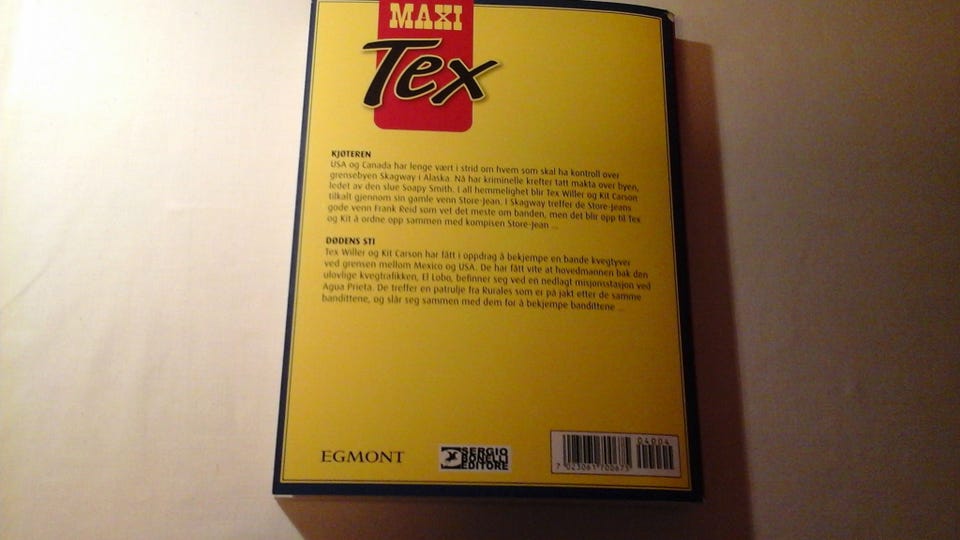 MAXI
Tex
KJØTEREN
USA og Canada har lenge vært i strid om hvem som skal ha kontroll over
grensebyen Skagway i Alaska. Nå har kriminelle krefter tatt makta over byen,
ledet av den slue Soapy Smith. I all hemmelighet blir Tex Willer og Kit Carson
tilkalt gjennom sin gamle venn Store-Jean. I Skagway treffer de Store-Jeans
gode venn Frank Reid som vet det meste om banden, men det blir opp til Tex
og Kit å ordne opp sammen med kompisen Store-Jean ...
DØDENS STI
Tex Willer og Kit Carson har fått i oppdrag å bekjempe en bande kvegtyver
ved grensen mellom Mexico og USA. De har fått vite at hovedmannen bak den
ulovlige kvegtrafikken, El Lobo, befinner seg ved en nedlagt misjonsstasjon ved
Agua Prieta. De treffer en patrulje fra Rurales som er på jakt etter de samme
bandittene, og slår seg sammen med dem for å bekjempe bandittene ...
EGMONT
SERGIO
BONELLI
EDITORE
04004
7 023061 700673